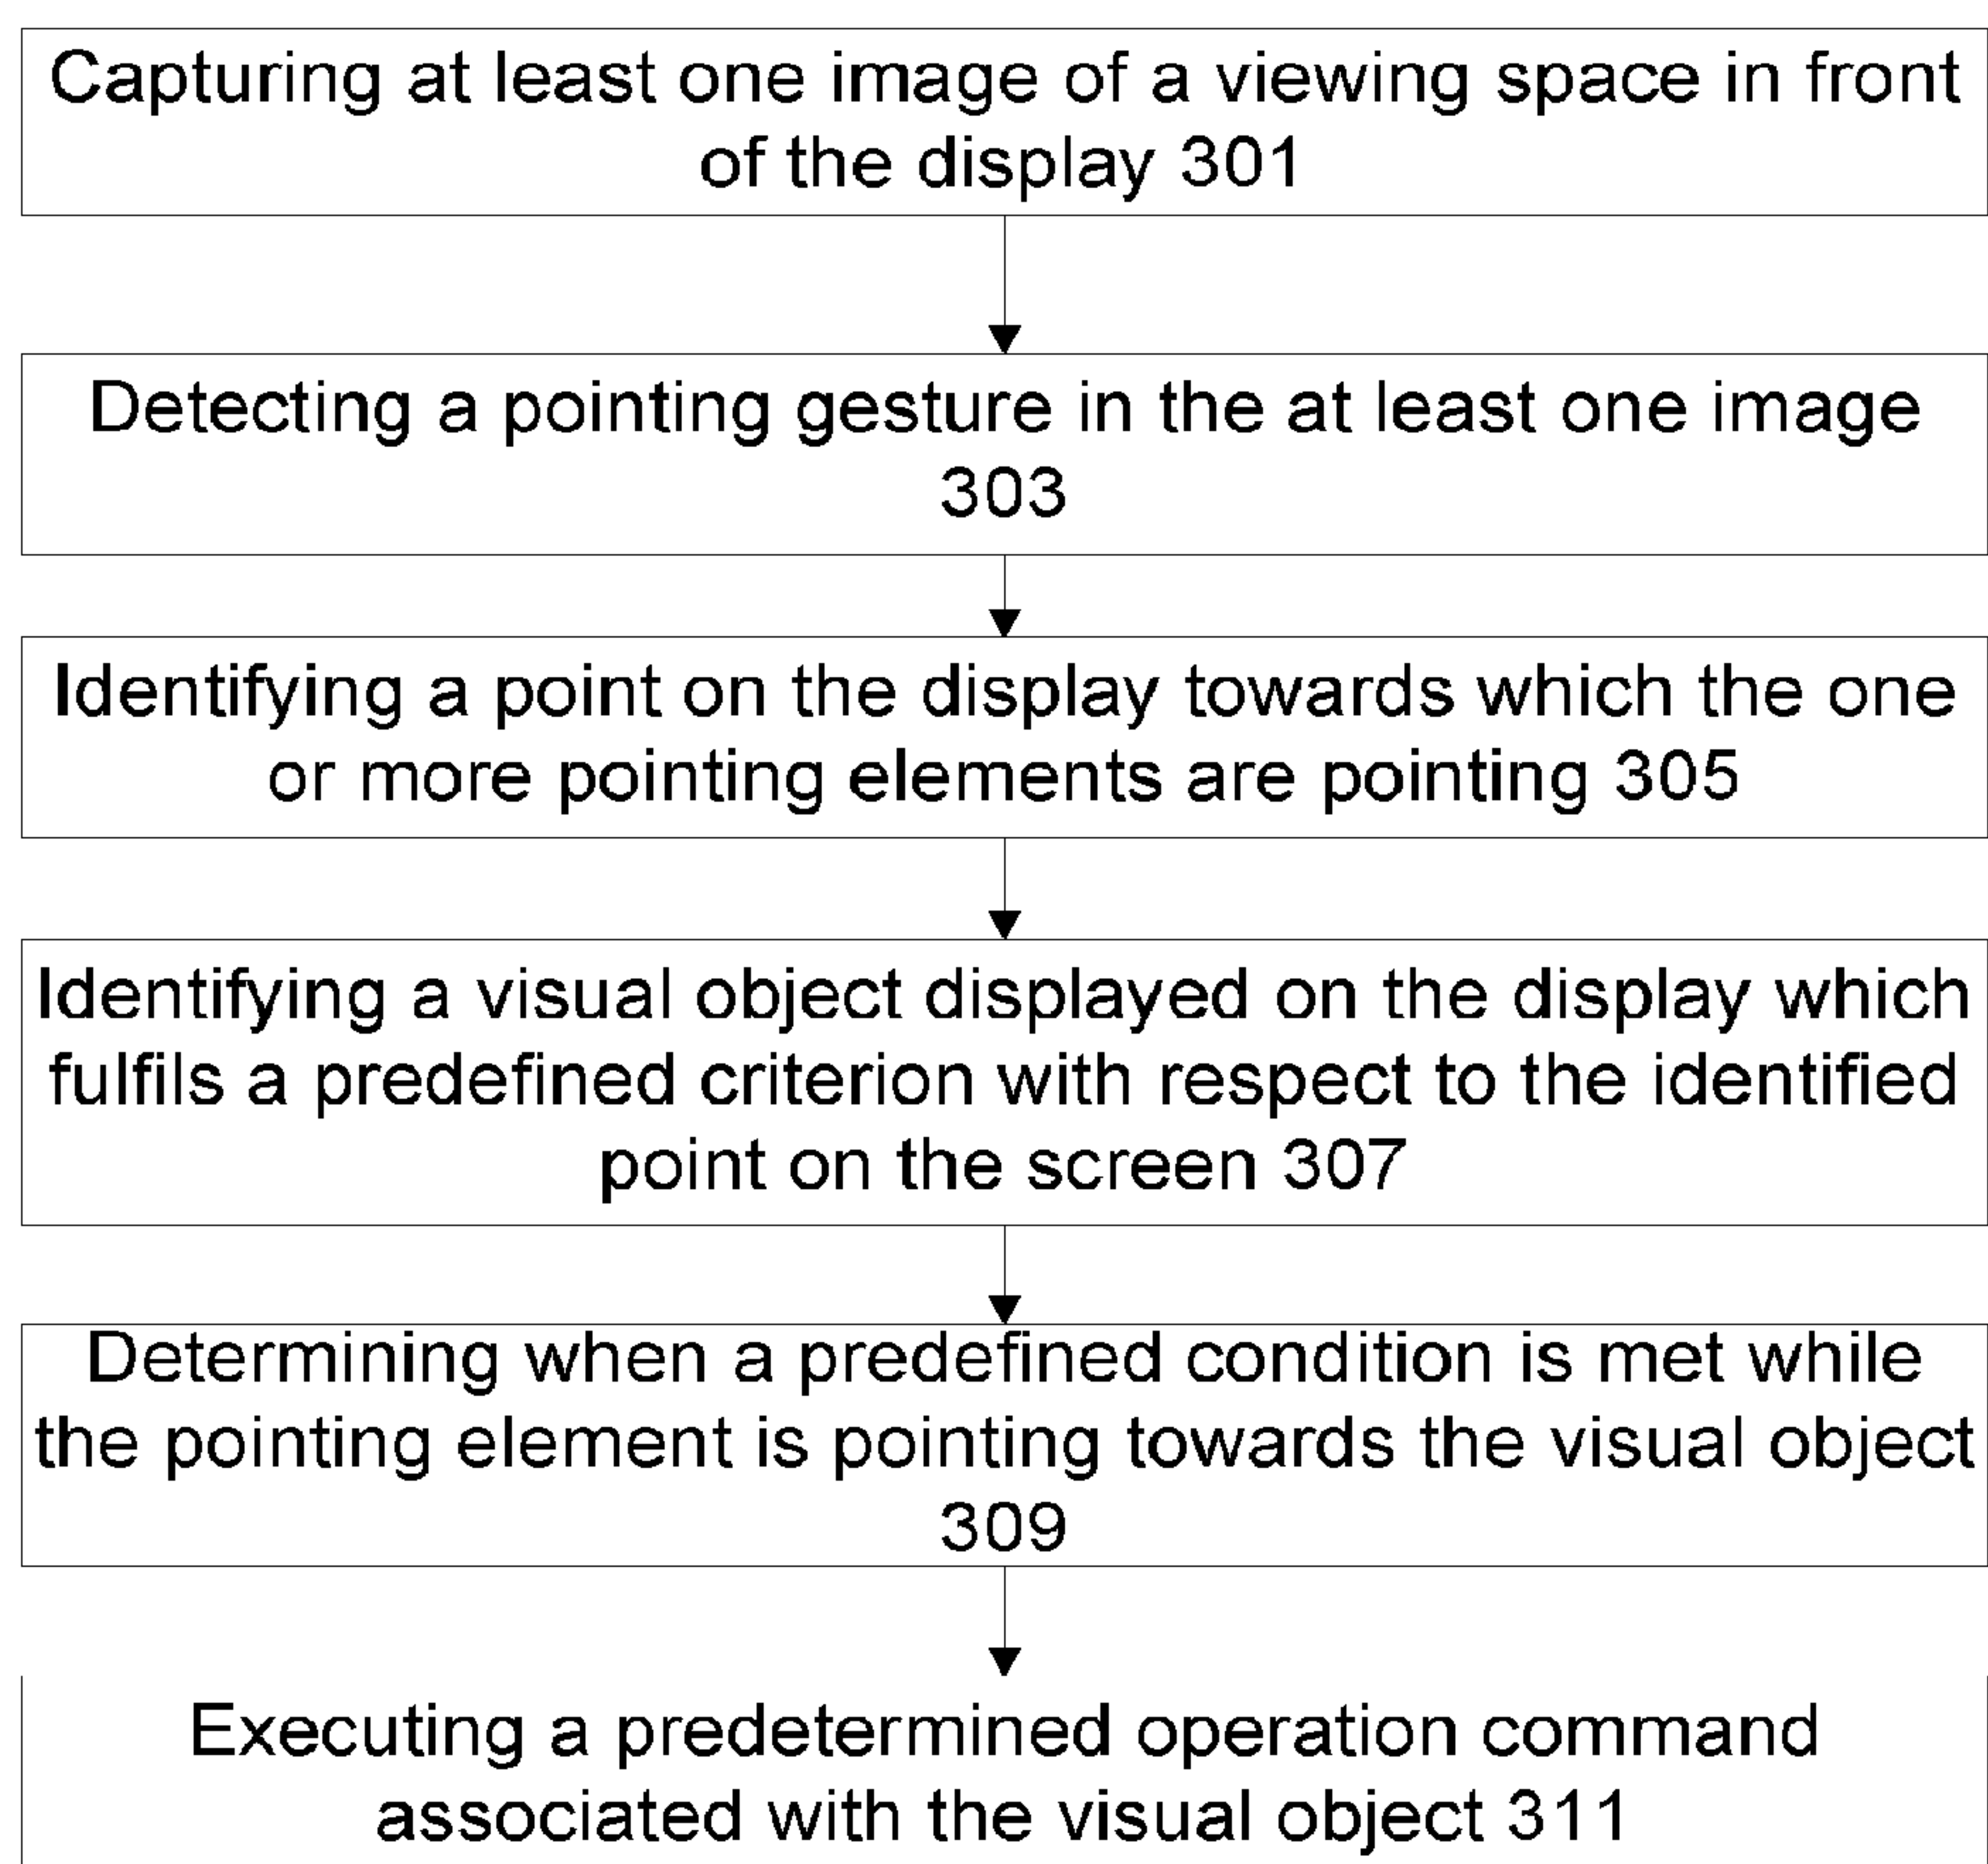 Capturing at least one image of a viewing space in front
of the display 301
Detecting a pointing gesture in the at least one image
303
Identifying a point on the display towards which the one
or more pointing elements are pointing 305
Identifying a visual object displayed on the display which
fulfils a predefined criterion with respect to the identified
point on the screen 307
Determining when a predefined condition is met while
the pointing element is pointing towards the visual object
309
Executing a predetermined operation command
associated with the visual object 311